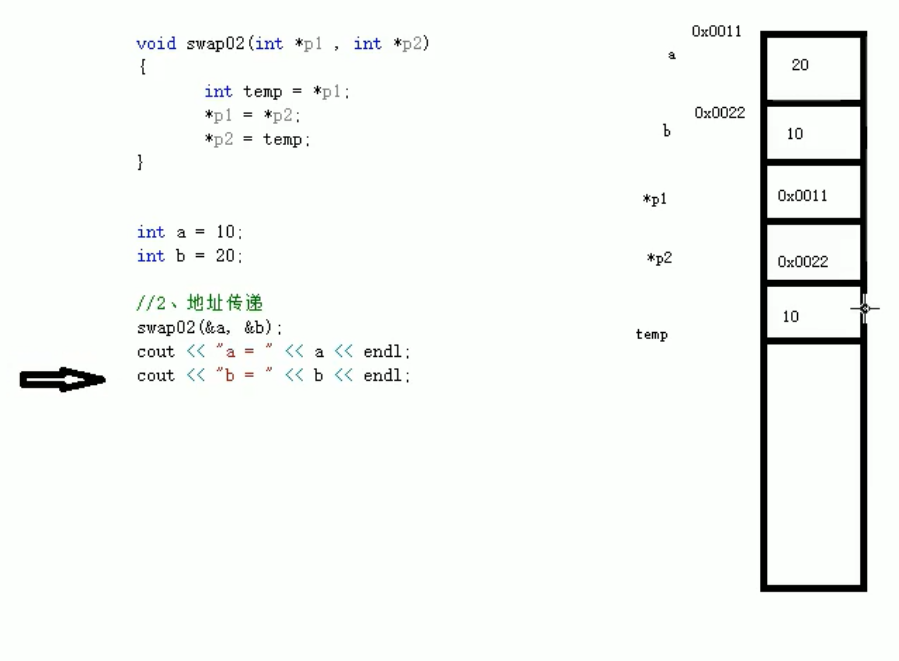 void swap02(int *p1 , int *p2)
{
int temp = *p1;
*p1 = *p2;
*p2 = temp;
}
int a = 10;
int b = 20;
//2、地址传递
swap02(&a, &b);
cout << "a = " << a << endl;
cout << "b = " << b << endl;
0x0011
a
20
0x0022
b
10
*p1
0x0011
*p2
0x0022
temp
10